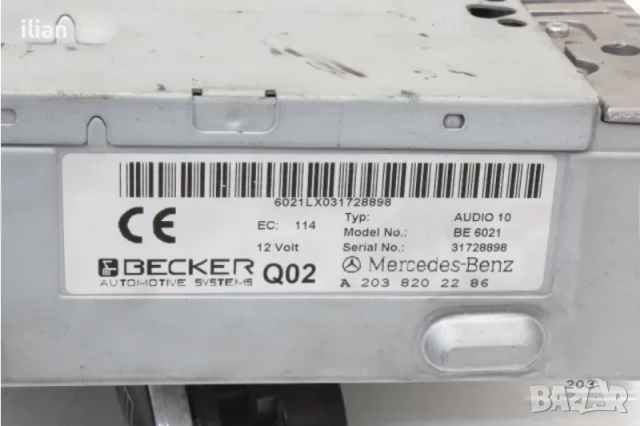 ilian
6021LX031728898
CE
EC: 114
Typ: AUDIO 10
Model No.: BE 6021
12 Volt
Serial No.: 31728898
BECKER
AUTOMOTIVE SYSTEMS
Q02
Mercedes-Benz
A 203 820 22 86
203
BAZAR